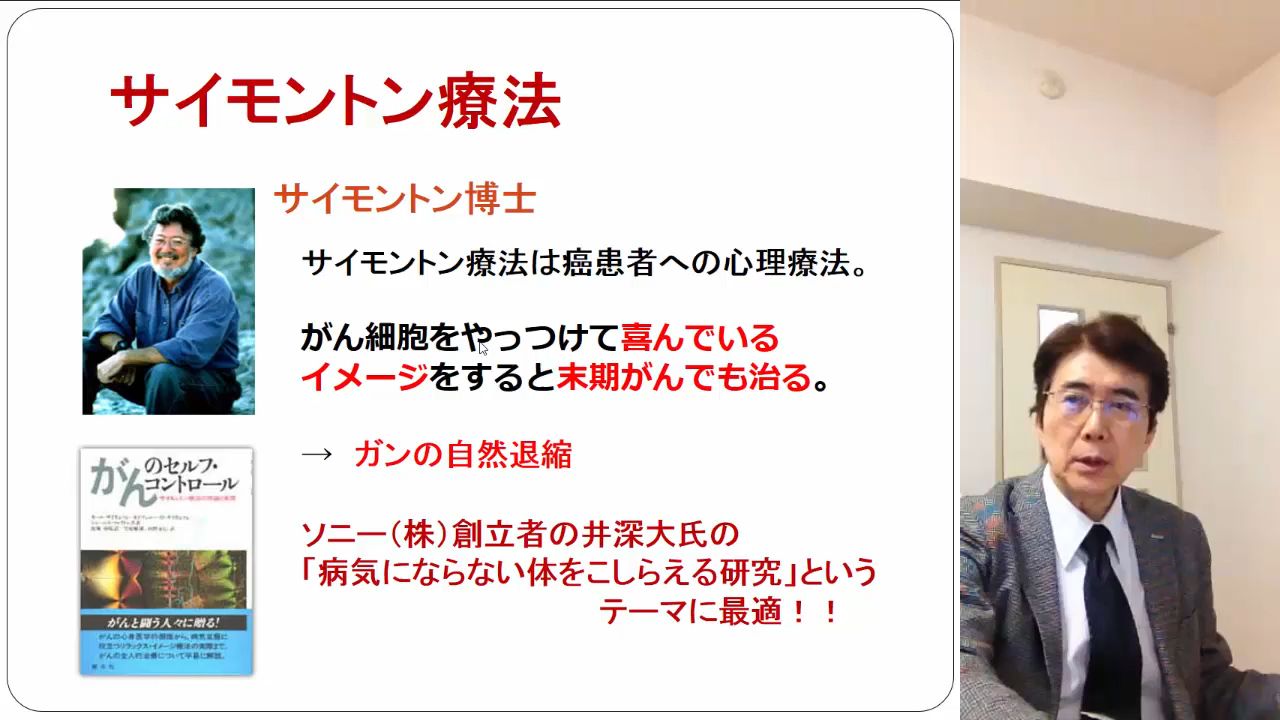 サイモントン療法
サイモントン博士
サイモントン療法は癌患者への心理療法。
がん細胞をやっつけて喜んでいる
イメージをすると末期がんでも治る。
→ ガンの自然退縮
ソニー（株）創立者の井深大氏の
「病気にならない体をこしらえる研究」という
テーマに最適！！
がんのセルフ・
コントロール
がんと闘う人々に贈る!